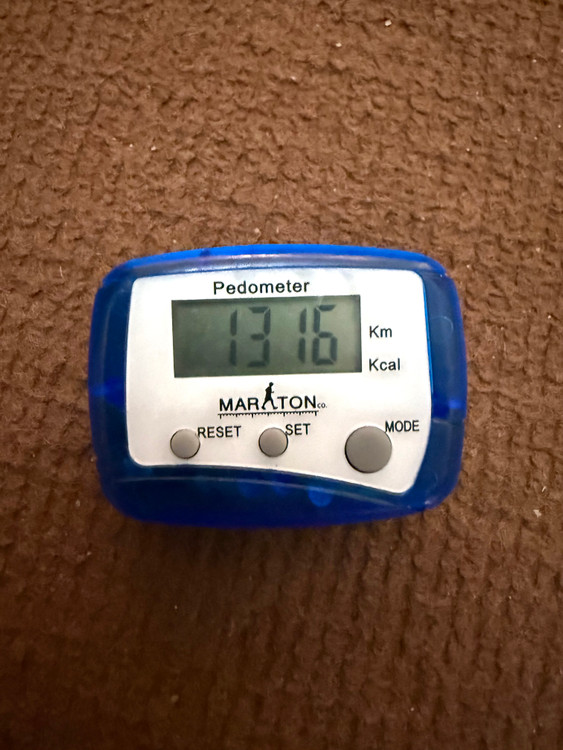 Pedometer
1316
Km
Kcal
MARATON co.
RESET
SET
MODE